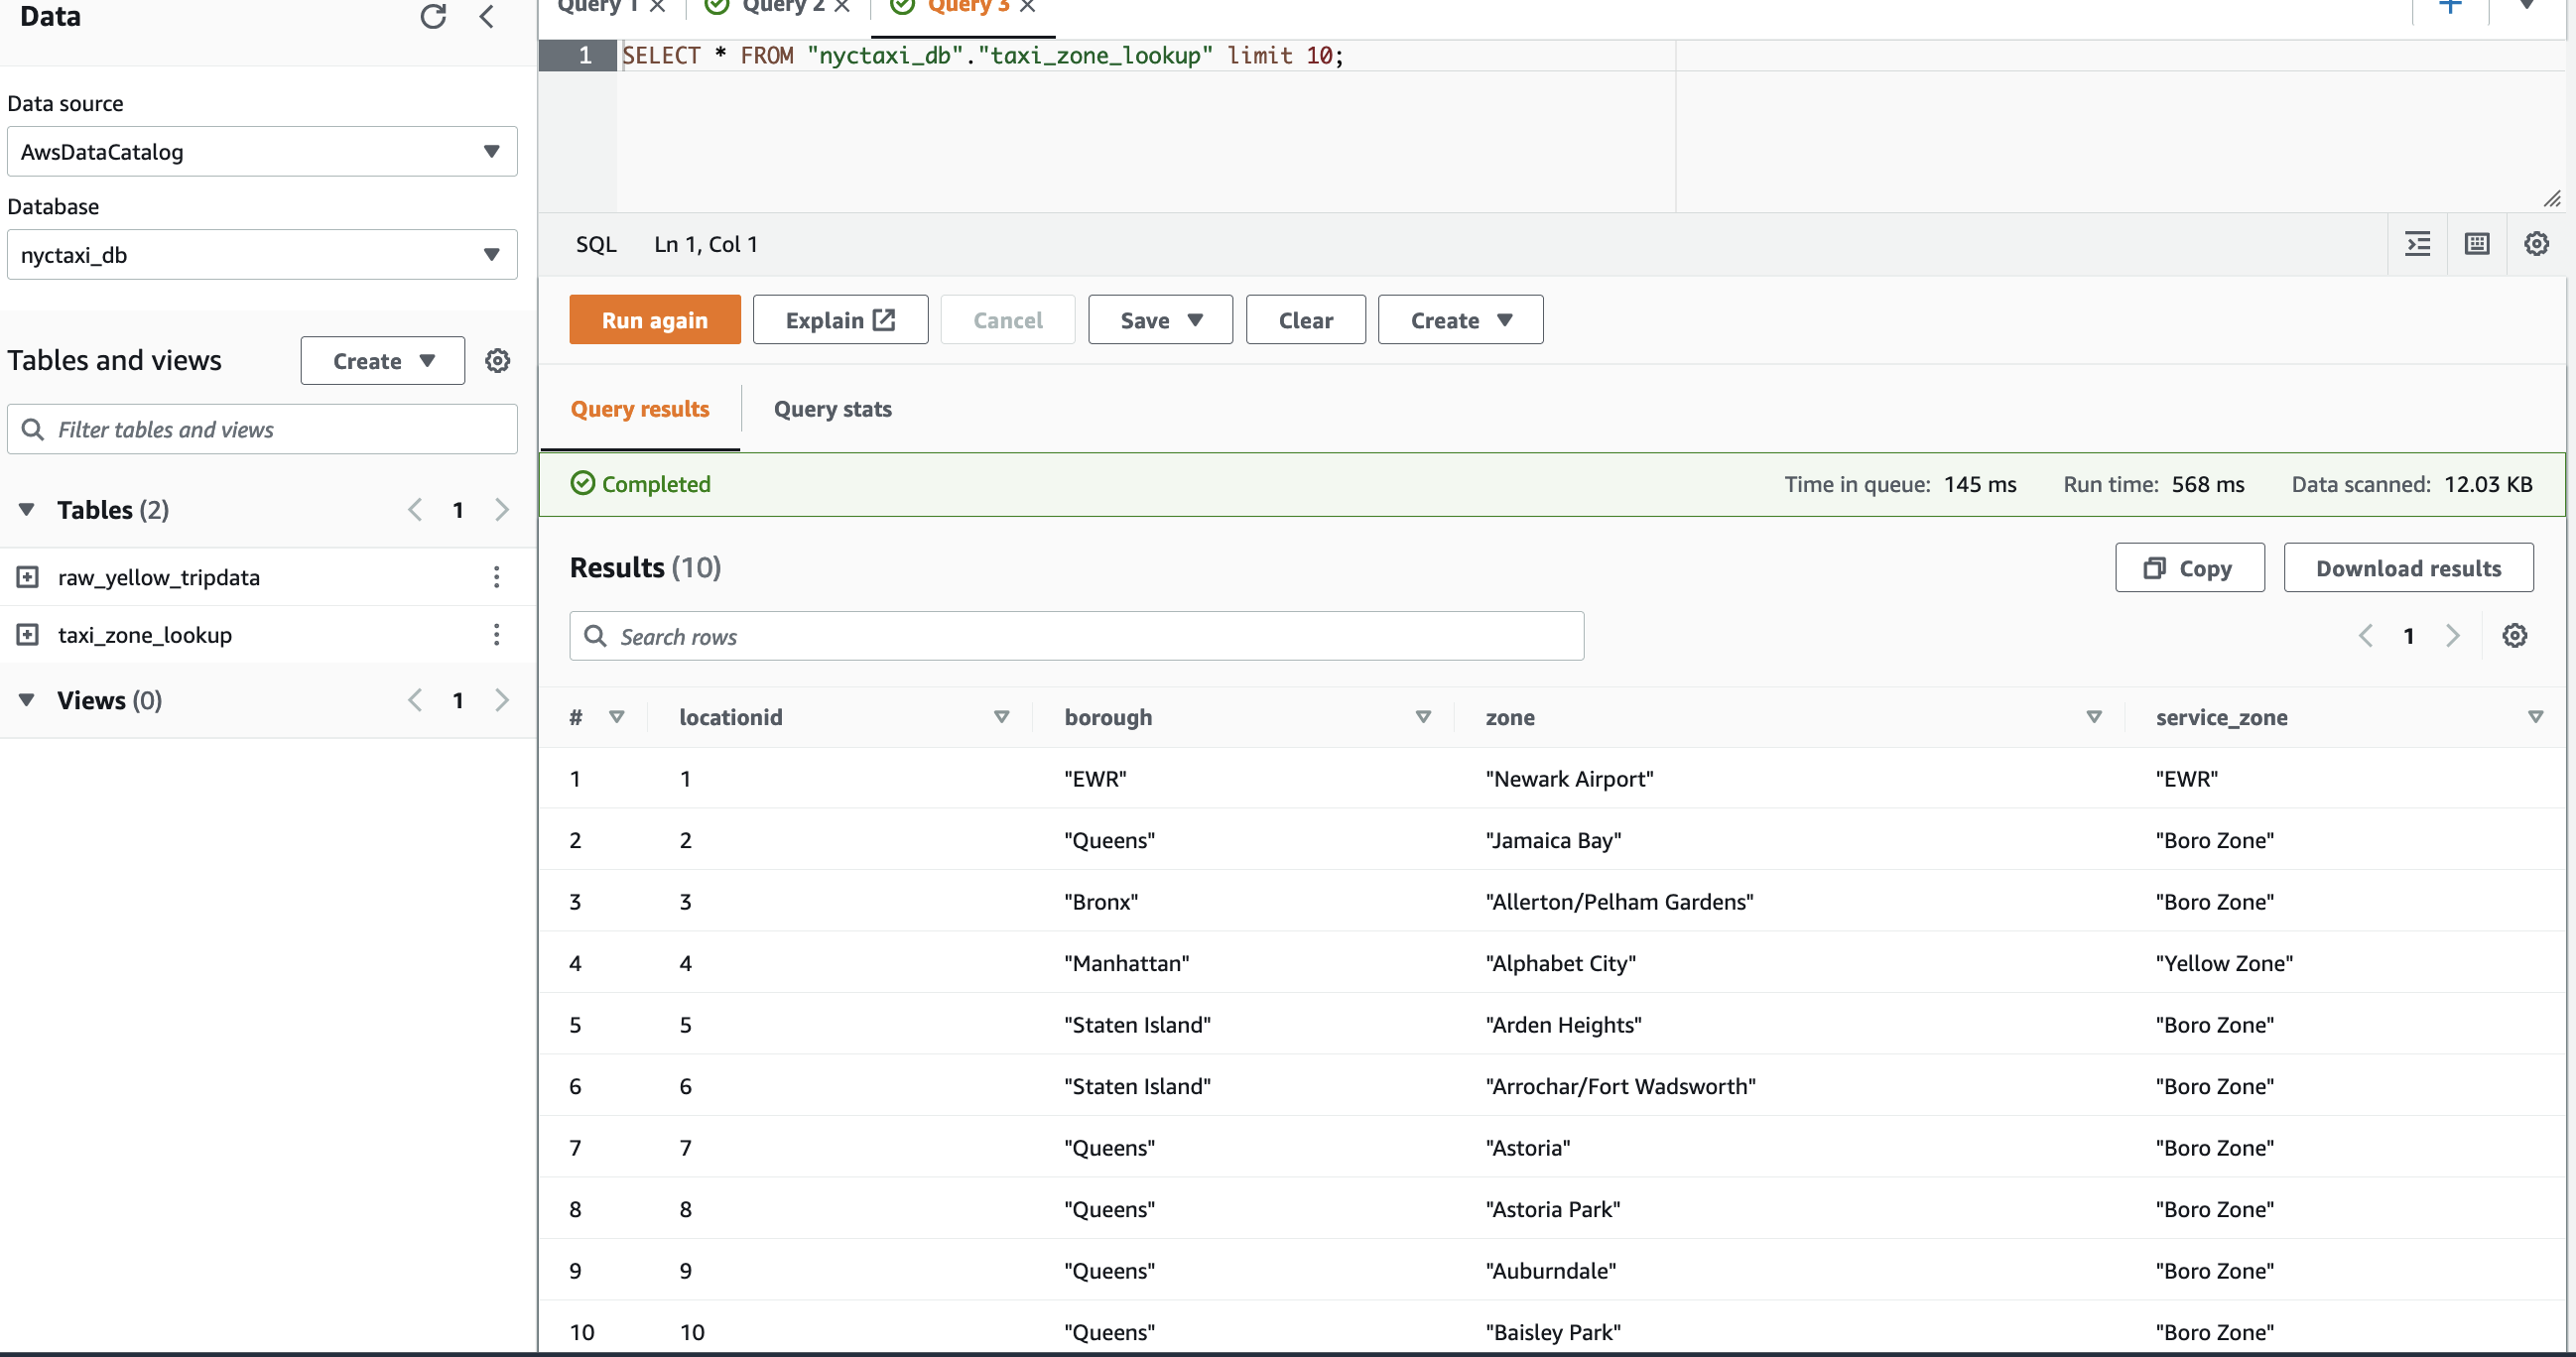 Data
Query 1 Query 2 Query 3
1 SELECT * FROM "nyctaxi_db"."taxi_zone_lookup" limit 10;
Data source
AwsDataCatalog
Database
nyctaxi_db
SQL Ln 1, Col 1
Run again Explain Cancel Save Clear Create
Tables and views Create
Filter tables and views
Query results Query stats
Completed Time in queue: 145 ms Run time: 568 ms Data scanned: 12.03 KB
Tables (2) 1
raw_yellow_tripdata
taxi_zone_lookup
Views (0) 1
Results (10) Copy Download results
Search rows 1
# locationid borough zone service_zone
1 1 "EWR" "Newark Airport" "EWR"
2 2 "Queens" "Jamaica Bay" "Boro Zone"
3 3 "Bronx" "Allerton/Pelham Gardens" "Boro Zone"
4 4 "Manhattan" "Alphabet City" "Yellow Zone"
5 5 "Staten Island" "Arden Heights" "Boro Zone"
6 6 "Staten Island" "Arrochar/Fort Wadsworth" "Boro Zone"
7 7 "Queens" "Astoria" "Boro Zone"
8 8 "Queens" "Astoria Park" "Boro Zone"
9 9 "Queens" "Auburndale" "Boro Zone"
10 10 "Queens" "Baisley Park" "Boro Zone"